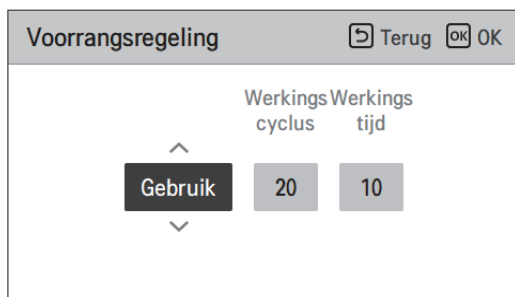 Voorrangsregeling Terug OK OK
Werkings Werkings
cyclus tijd
Gebruik 20 10